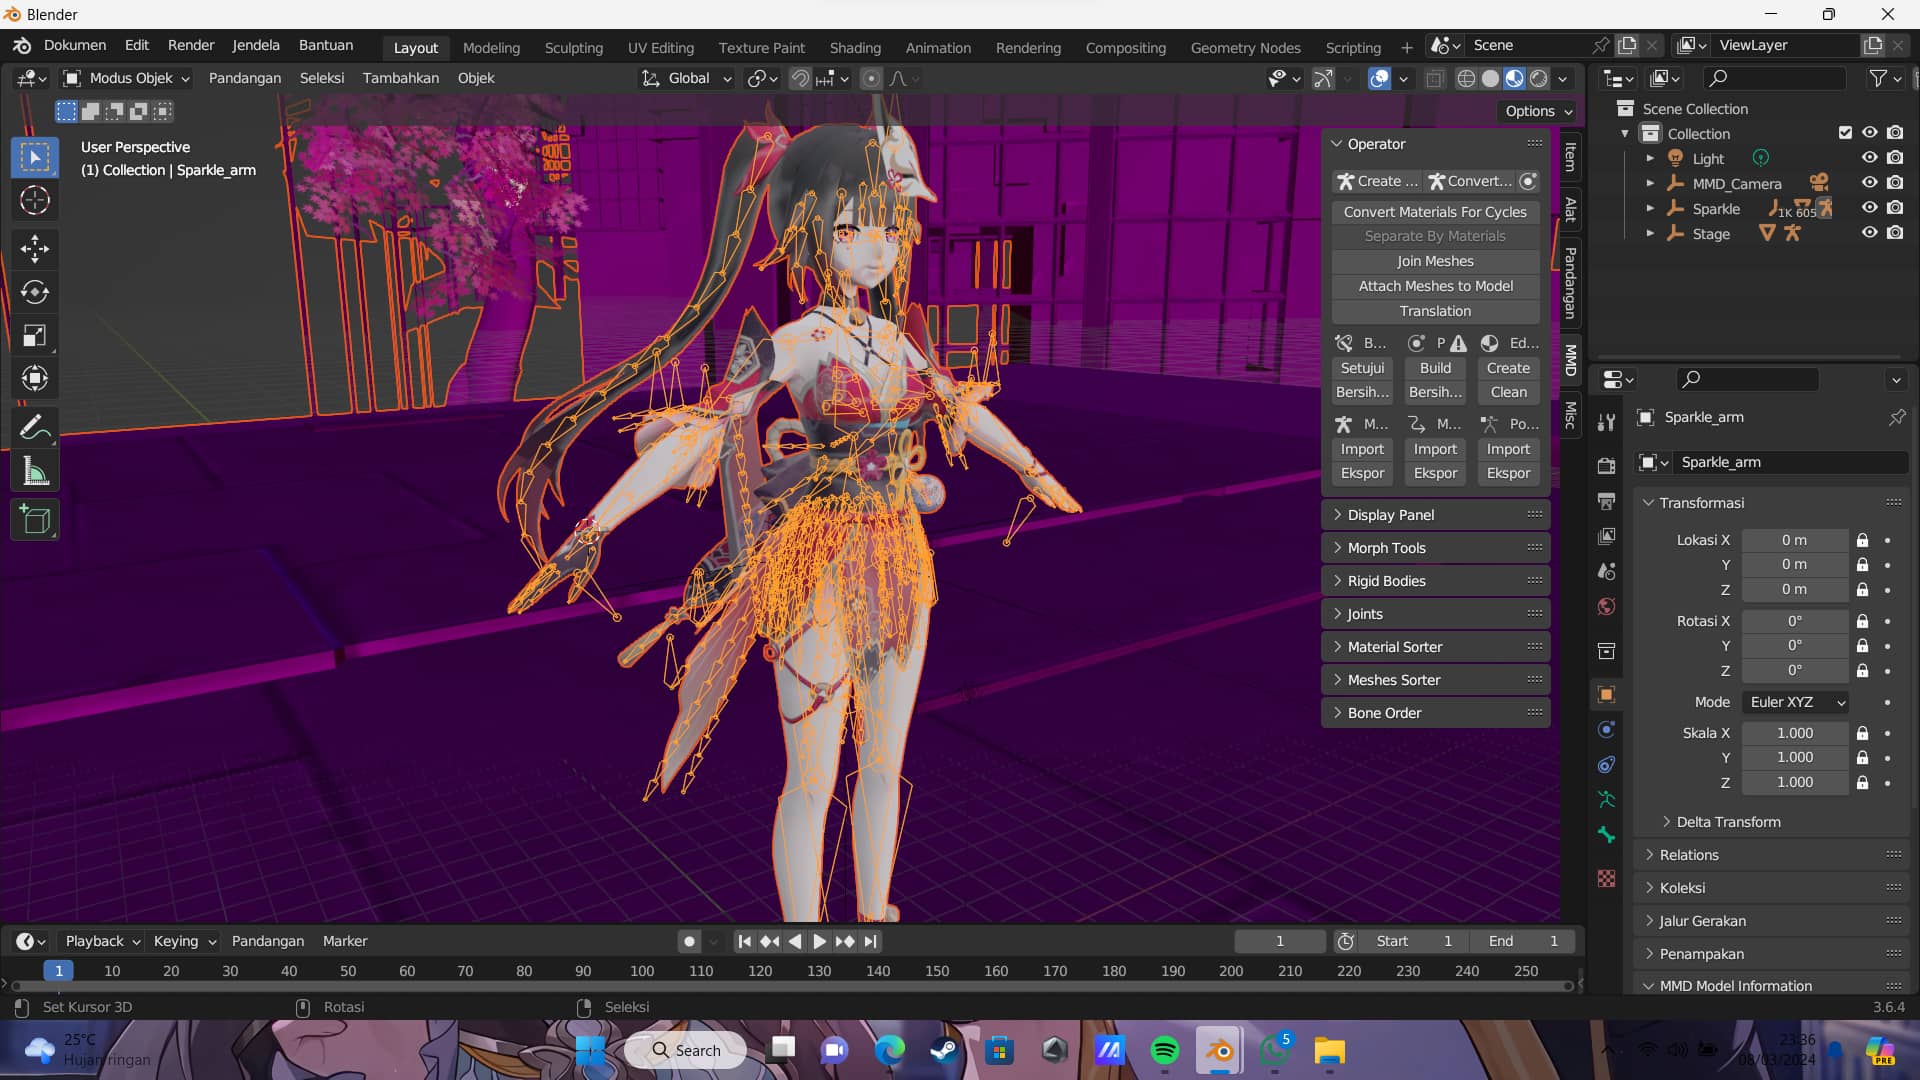 Blender
Dokumen Edit Render Jendela Bantuan
Layout Modeling Sculpting UV Editing Texture Paint Shading Animation Rendering Compositing Geometry Nodes Scripting +
Scene
ViewLayer
Modus Objek Pandangan Seleksi Tambahkan Objek
Global
Options
User Perspective
(1) Collection | Sparkle_arm
Operator
Create ... Convert...
Convert Materials For Cycles
Separate By Materials
Join Meshes
Attach Meshes to Model
Translation
B... P Ed...
Setujui Build Create
Bersih... Bersih... Clean
M... M... Po...
Import Import Import
Ekspor Ekspor Ekspor
Display Panel
Morph Tools
Rigid Bodies
Joints
Material Sorter
Meshes Sorter
Bone Order
Item
Alat
Pandangan
MMD
Misc
Scene Collection
Collection
Light
MMD_Camera
Sparkle 1K 605
Stage
Sparkle_arm
Sparkle_arm
Transformasi
Lokasi X 0 m
Y 0 m
Z 0 m
Rotasi X 0°
Y 0°
Z 0°
Mode Euler XYZ
Skala X 1.000
Y 1.000
Z 1.000
Delta Transform
Relations
Koleksi
Jalur Gerakan
Penampakan
MMD Model Information
Playback Keying Pandangan Marker
1 Start 1 End 1
1 10 20 30 40 50 60 70 80 90 100 110 120 130 140 150 160 170 180 190 200 210 220 230 240 250
Set Kursor 3D Rotasi Seleksi 3.6.4
25°C
Hujan ringan
Search
5
23:36
08/03/2024
PRE